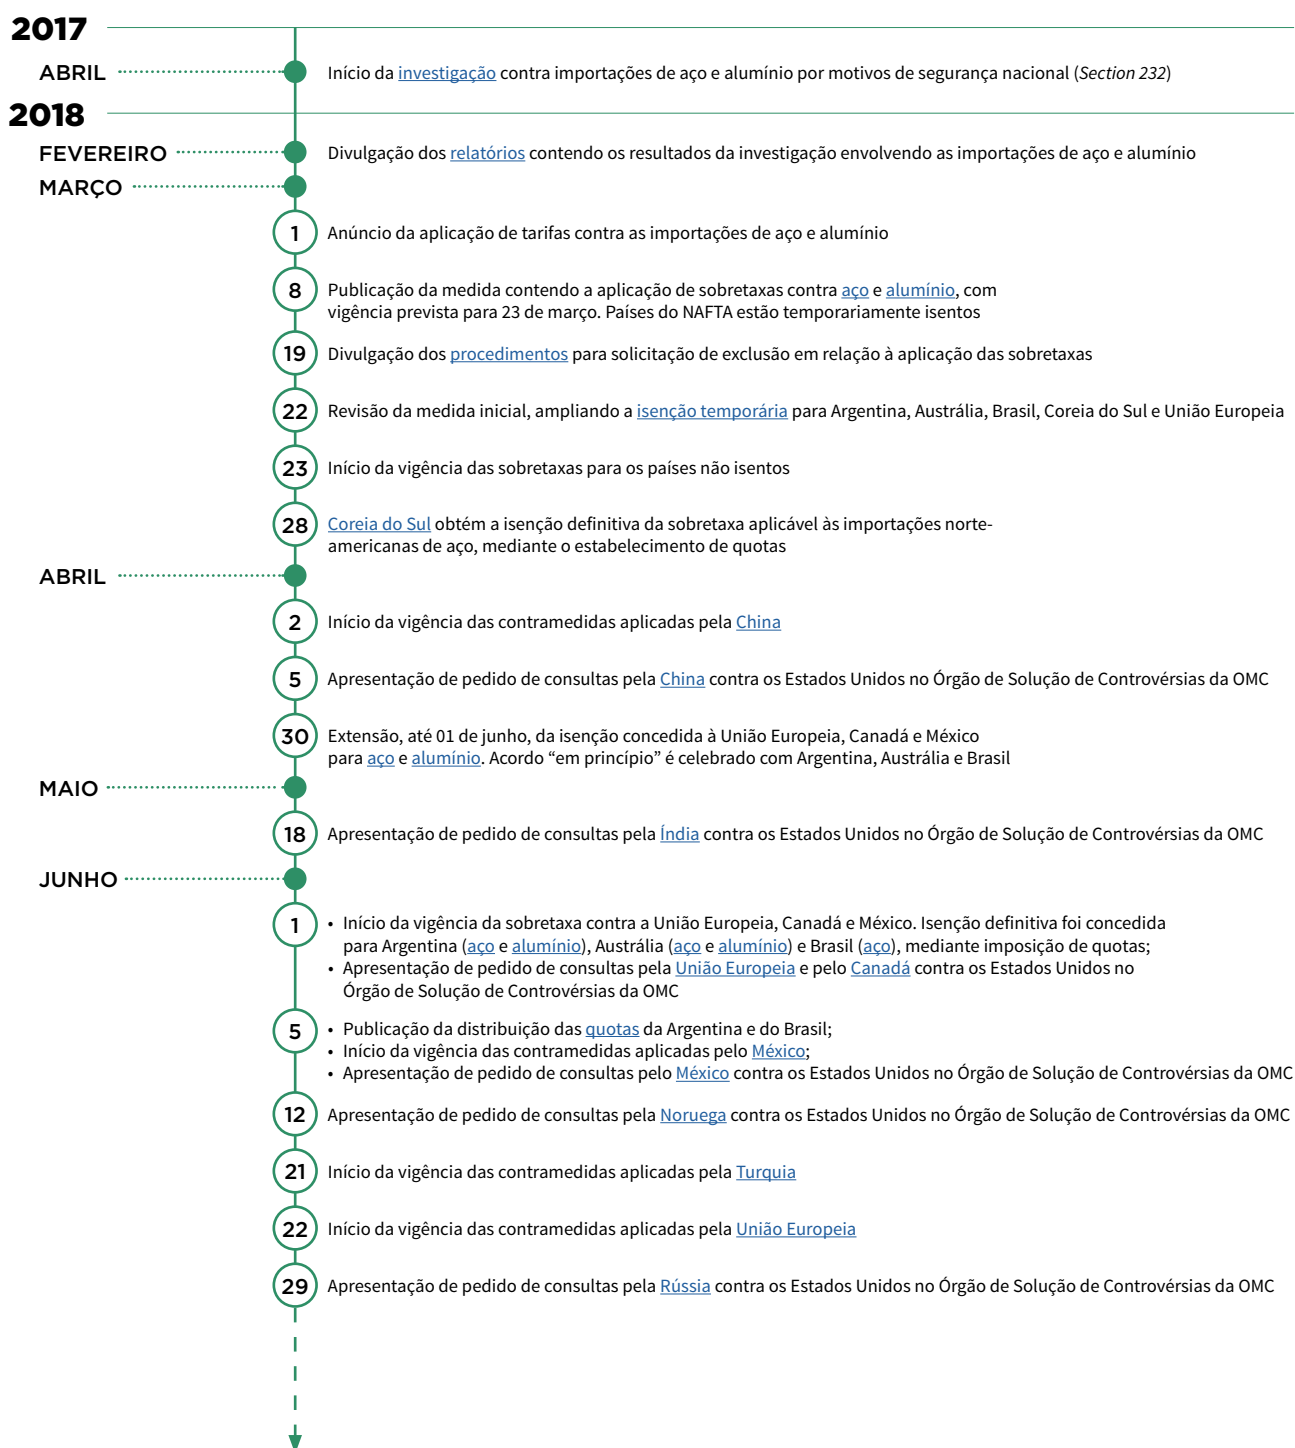 2017
ABRIL
Início da investigação contra importações de aço e alumínio por motivos de segurança nacional (Section 232)
2018
FEVEREIRO
Divulgação dos relatórios contendo os resultados da investigação envolvendo as importações de aço e alumínio
MARÇO
1 Anúncio da aplicação de tarifas contra as importações de aço e alumínio
8 Publicação da medida contendo a aplicação de sobretaxas contra aço e alumínio, com
vigência prevista para 23 de março. Países do NAFTA estão temporariamente isentos
19 Divulgação dos procedimentos para solicitação de exclusão em relação à aplicação das sobretaxas
22 Revisão da medida inicial, ampliando a isenção temporária para Argentina, Austrália, Brasil, Coreia do Sul e União Europeia
23 Início da vigência das sobretaxas para os países não isentos
28 Coreia do Sul obtém a isenção definitiva da sobretaxa aplicável às importações norte-
americanas de aço, mediante o estabelecimento de quotas
ABRIL
2 Início da vigência das contramedidas aplicadas pela China
5 Apresentação de pedido de consultas pela China contra os Estados Unidos no Órgão de Solução de Controvérsias da OMC
30 Extensão, até 01 de junho, da isenção concedida à União Europeia, Canadá e México
para aço e alumínio. Acordo “em princípio” é celebrado com Argentina, Austrália e Brasil
MAIO
18 Apresentação de pedido de consultas pela Índia contra os Estados Unidos no Órgão de Solução de Controvérsias da OMC
JUNHO
1 • Início da vigência da sobretaxa contra a União Europeia, Canadá e México. Isenção definitiva foi concedida
para Argentina (aço e alumínio), Austrália (aço e alumínio) e Brasil (aço), mediante imposição de quotas;
• Apresentação de pedido de consultas pela União Europeia e pelo Canadá contra os Estados Unidos no
Órgão de Solução de Controvérsias da OMC
5 • Publicação da distribuição das quotas da Argentina e do Brasil;
• Início da vigência das contramedidas aplicadas pelo México;
• Apresentação de pedido de consultas pelo México contra os Estados Unidos no Órgão de Solução de Controvérsias da OMC
12 Apresentação de pedido de consultas pela Noruega contra os Estados Unidos no Órgão de Solução de Controvérsias da OMC
21 Início da vigência das contramedidas aplicadas pela Turquia
22 Início da vigência das contramedidas aplicadas pela União Europeia
29 Apresentação de pedido de consultas pela Rússia contra os Estados Unidos no Órgão de Solução de Controvérsias da OMC